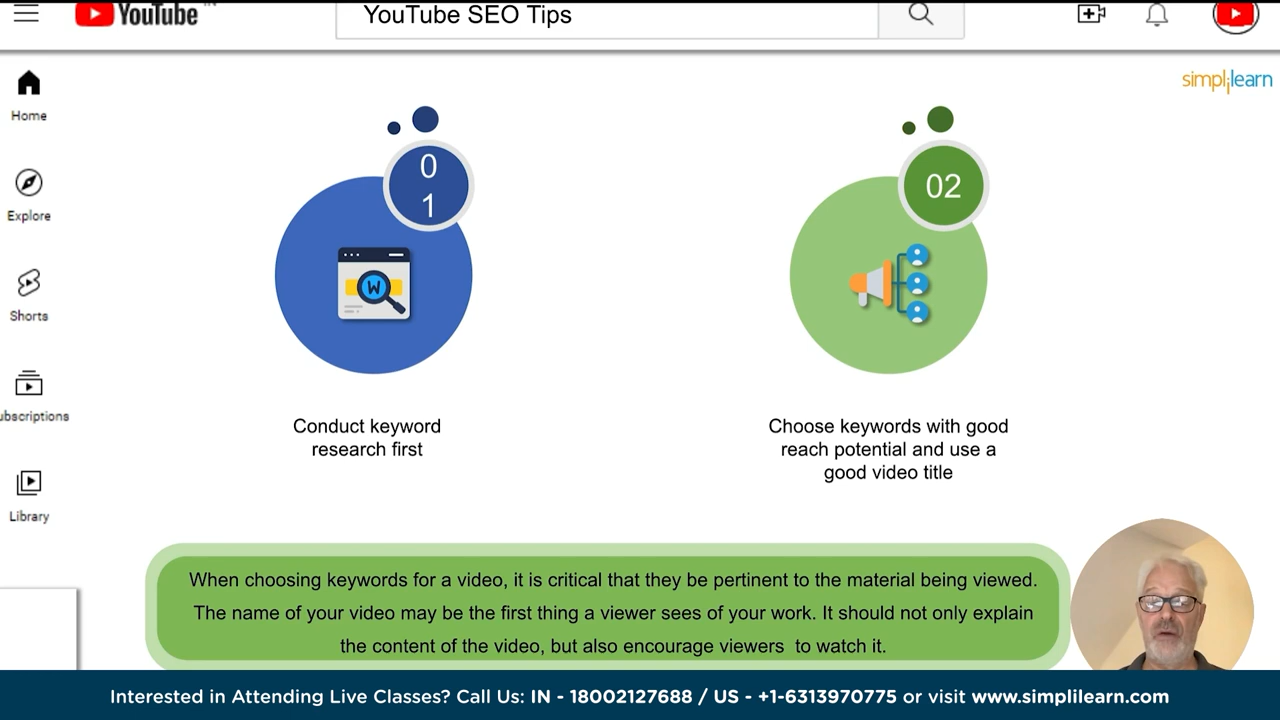 YouTube
YouTube SEO Tips
simplilearn
Home
Explore
Shorts
ubscriptions
Library
0
1
W
Conduct keyword
research first
02
Choose keywords with good
reach potential and use a
good video title
When choosing keywords for a video, it is critical that they be pertinent to the material being viewed.
The name of your video may be the first thing a viewer sees of your work. It should not only explain
the content of the video, but also encourage viewers to watch it.
Interested in Attending Live Classes? Call Us: IN - 18002127688 / US - +1-6313970775 or visit www.simplilearn.com